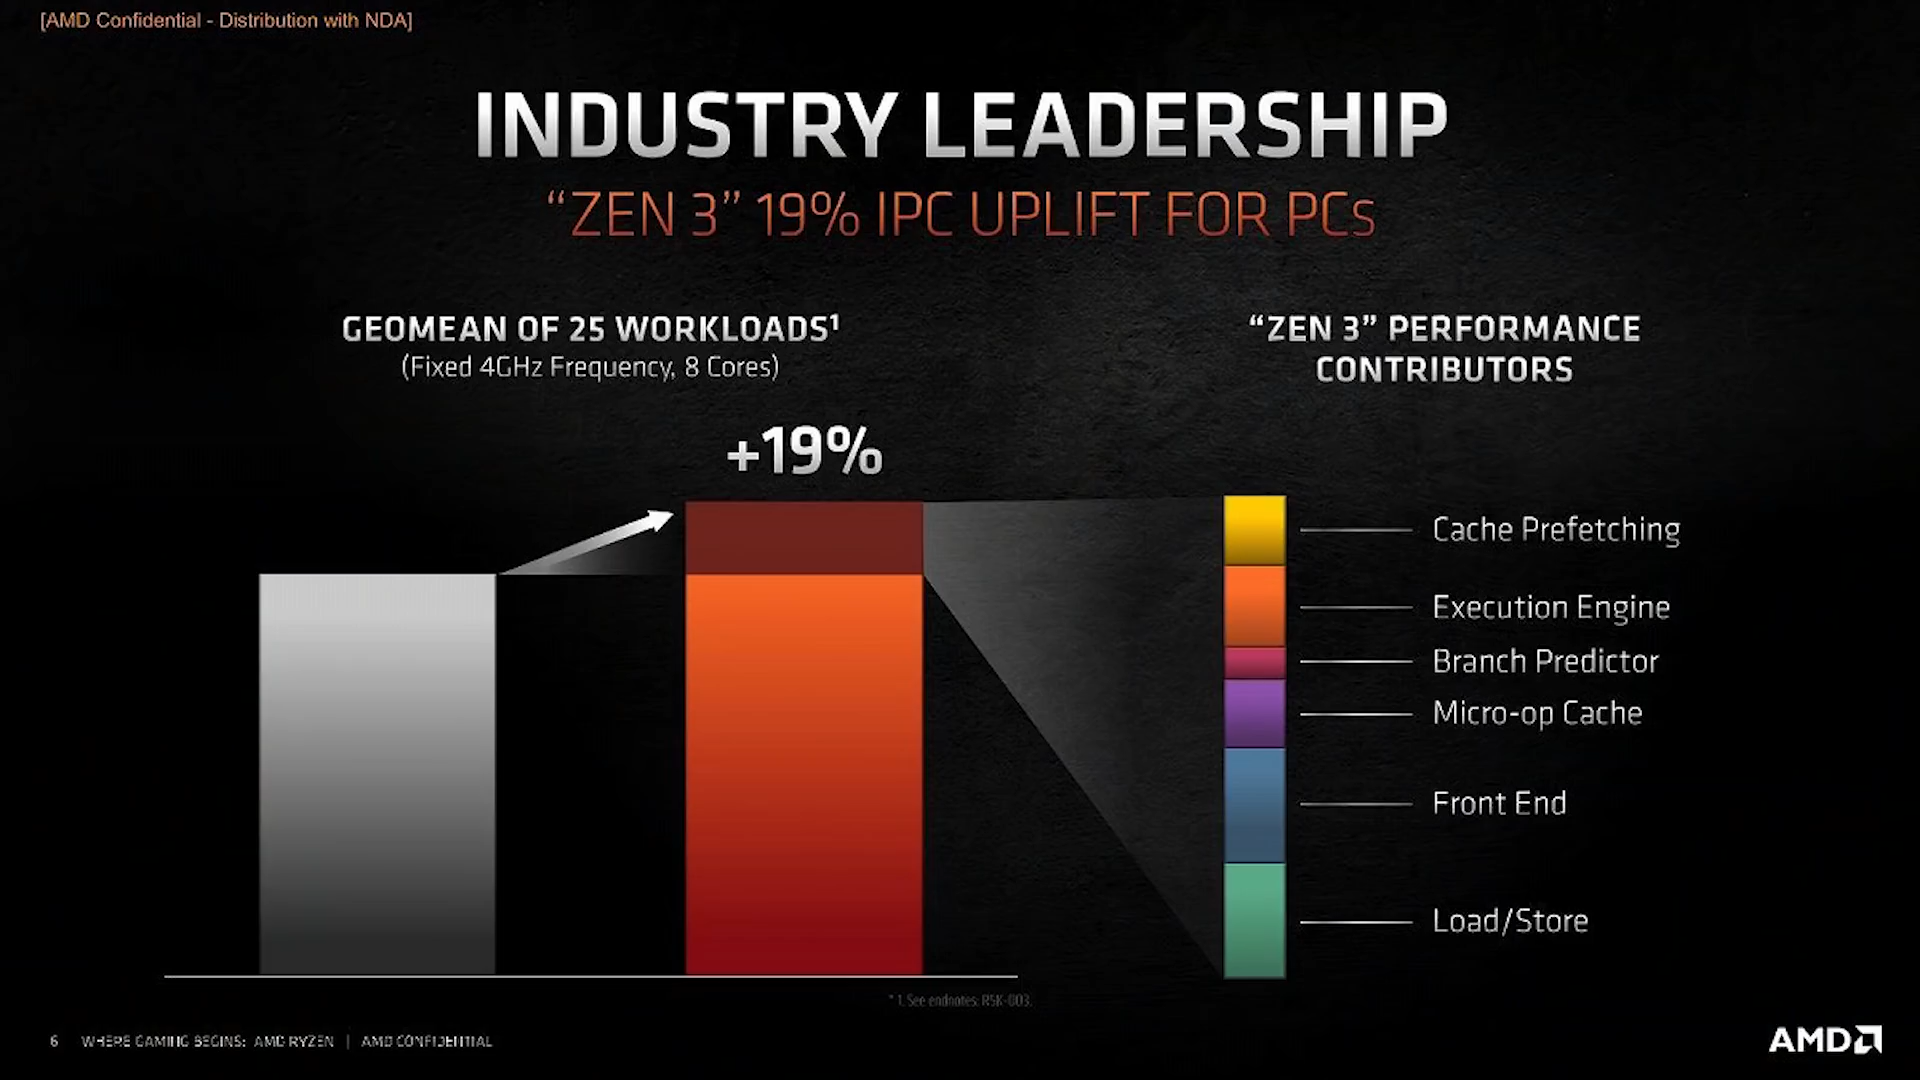 [AMD Confidential - Distribution with NDA]
INDUSTRY LEADERSHIP
“ZEN 3” 19% IPC UPLIFT FOR PCs
GEOMEAN OF 25 WORKLOADS¹
(Fixed 4GHz Frequency, 8 Cores)
+19%
“ZEN 3” PERFORMANCE
CONTRIBUTORS
Cache Prefetching
Execution Engine
Branch Predictor
Micro-op Cache
Front End
Load/Store
* 1. See endnotes: R5K-003.
6 WHERE GAMING BEGINS: AMD RYZEN | AMD CONFIDENTIAL
AMD